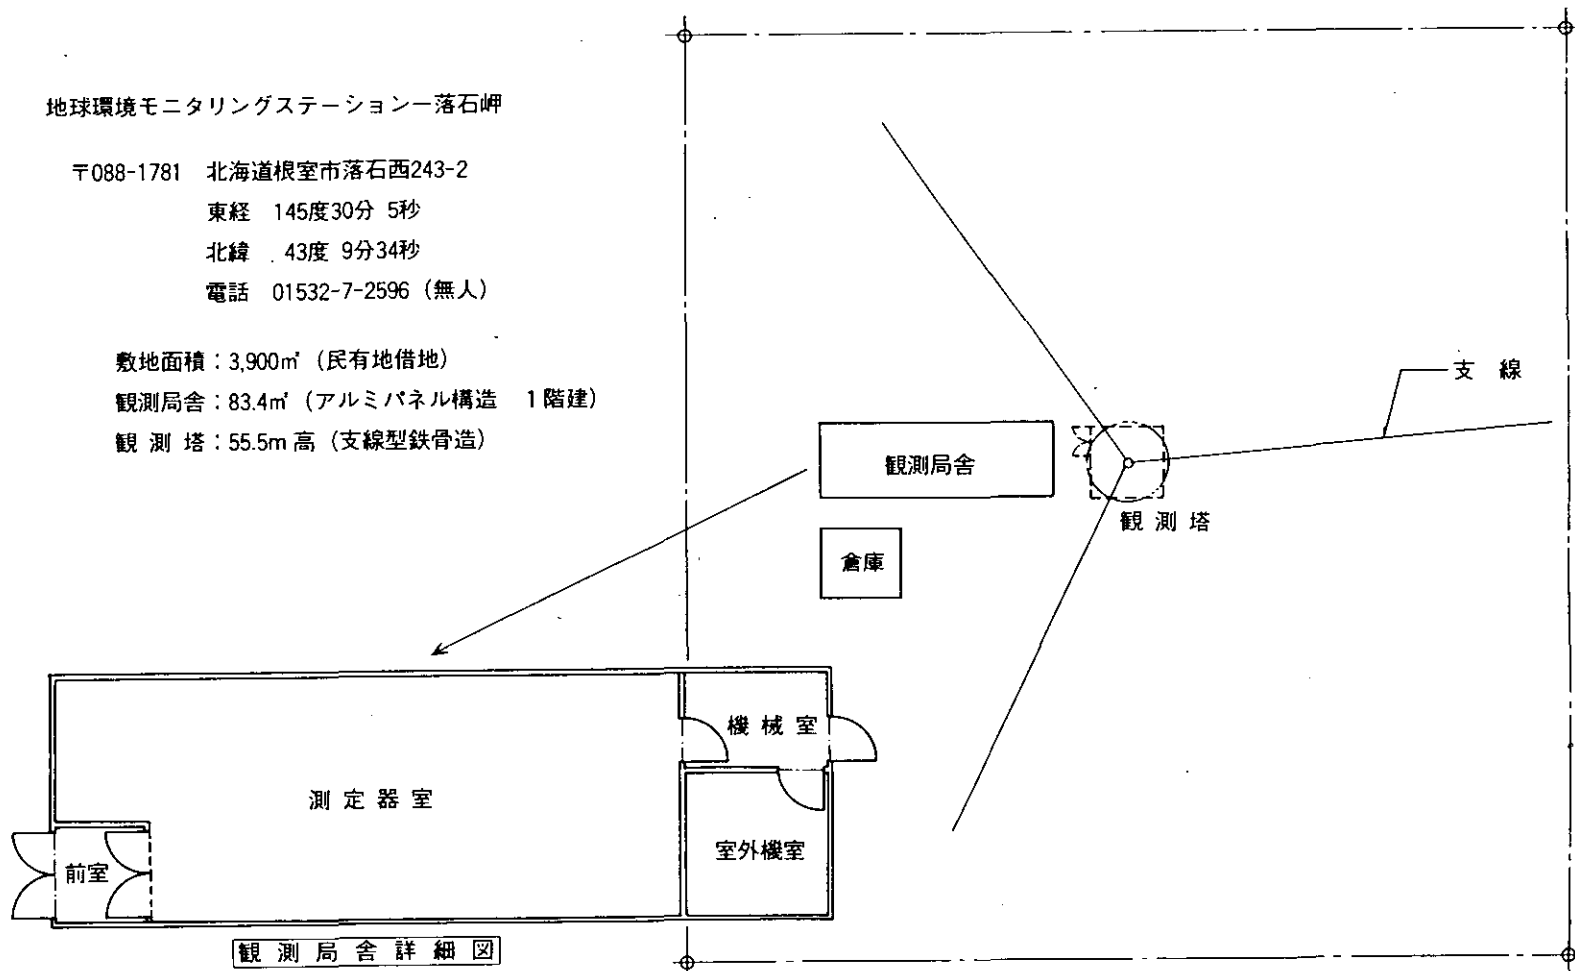 地球環境モニタリングステーション－落石岬
〒088-1781 北海道根室市落石西243-2
東経 145度30分 5秒
北緯 43度 9分34秒
電話 01532-7-2596（無人）
敷地面積：3,900㎡（民有地借地）
観測局舎：83.4㎡（アルミパネル構造 1階建）
観 測 塔：55.5m 高（支線型鉄骨造）
支 線
観測局舎
観 測 塔
倉庫
機 械 室
測 定 器 室
室外機室
前室
観 測 局 舎 詳 細 図